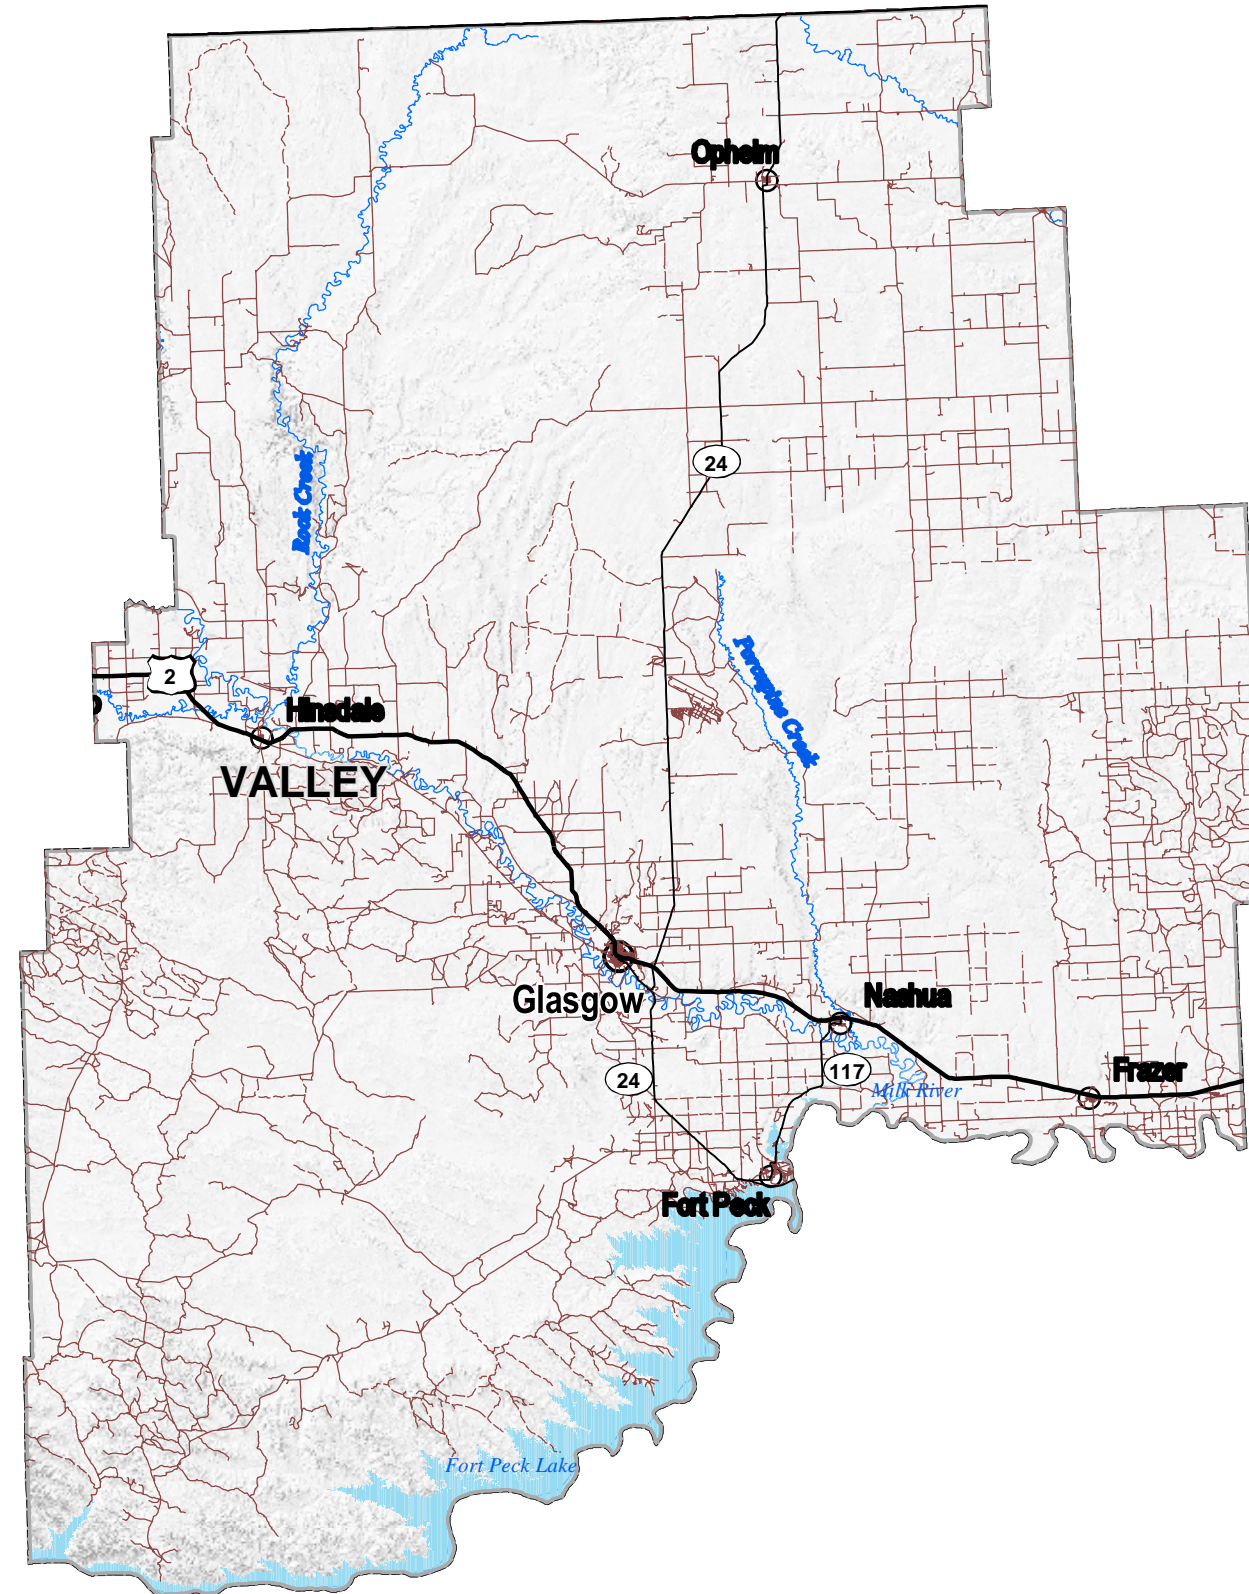 Opheim
24
Rock Creek
Porcupine Creek
2
Hinsdale
VALLEY
Glasgow
Nashua
24
117
Milk River
Frazer
Fort Peck
Fort Peck Lake